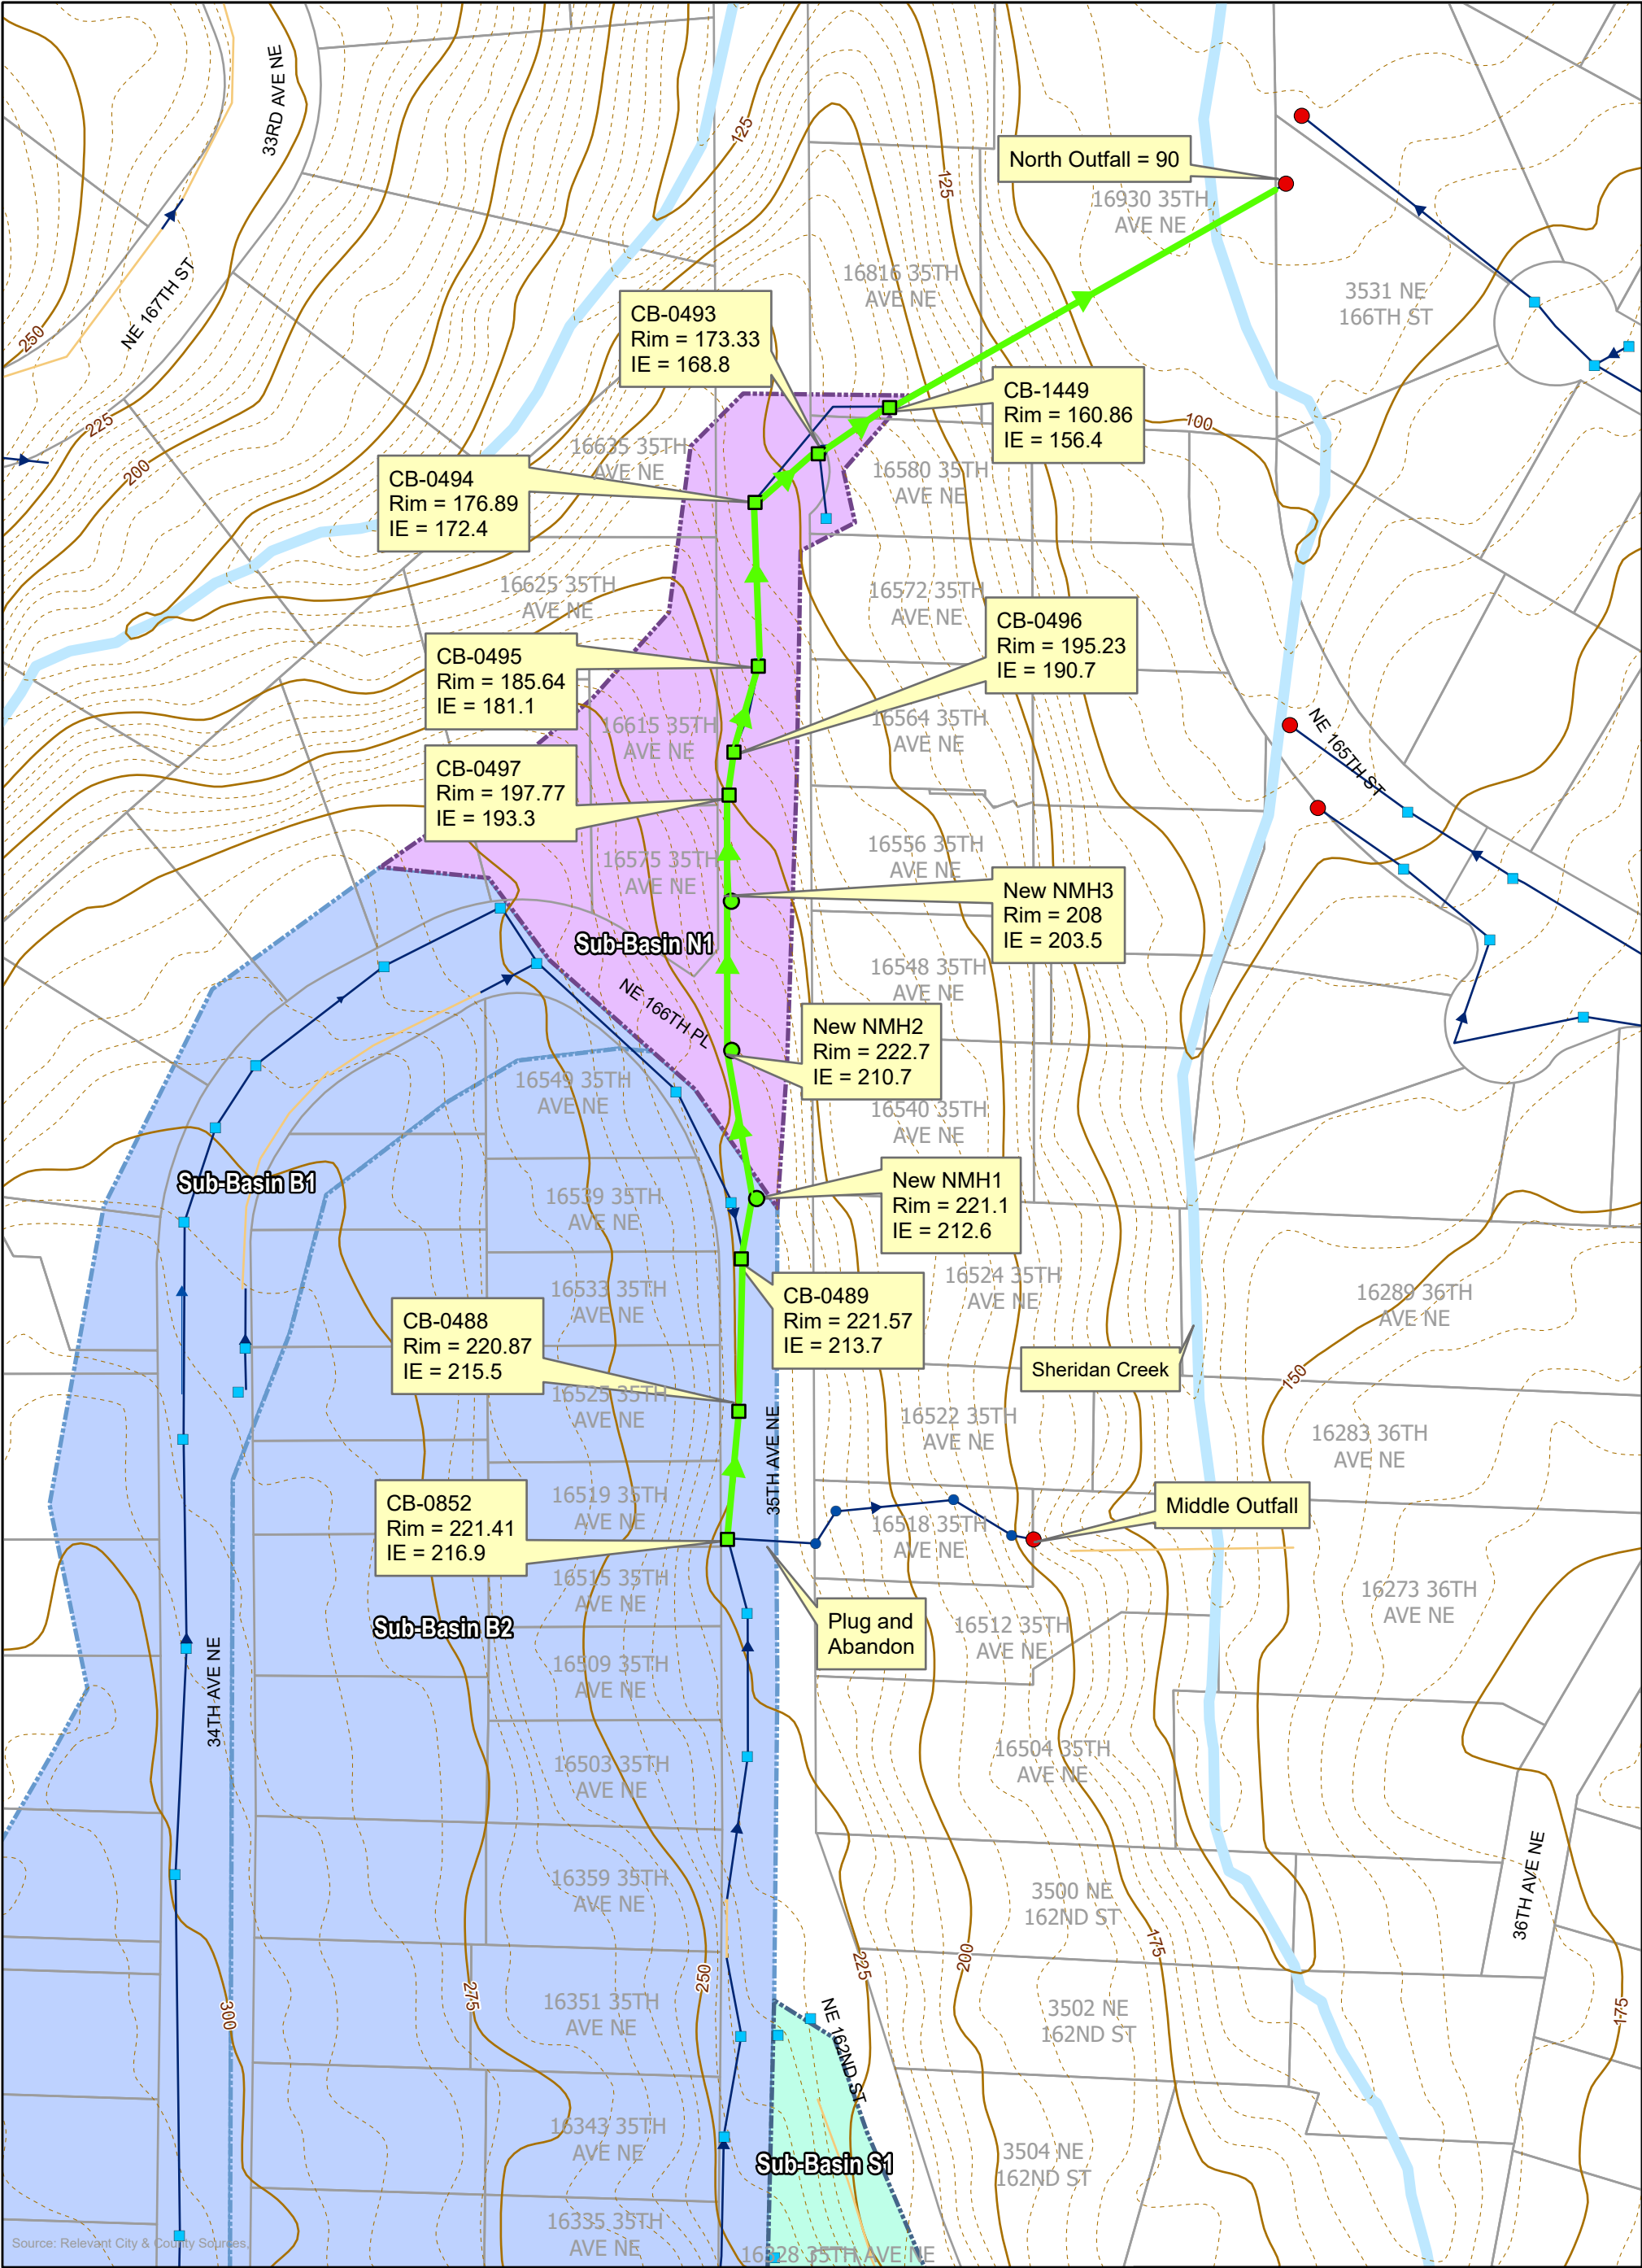 33RD AVE NE
125
125
North Outfall = 90
16930 35TH
AVE NE
NE 167TH ST
250
16816 35TH
AVE NE
3531 NE
166TH ST
CB-0493
Rim = 173.33
IE = 168.8
CB-1449
Rim = 160.86
IE = 156.4
100
225
200
16635 35TH
AVE NE
CB-0494
Rim = 176.89
IE = 172.4
16580 35TH
AVE NE
16625 35TH
AVE NE
16572 35TH
AVE NE
CB-0496
Rim = 195.23
IE = 190.7
CB-0495
Rim = 185.64
IE = 181.1
16615 35TH
AVE NE
16564 35TH
AVE NE
NE 165TH ST
CB-0497
Rim = 197.77
IE = 193.3
16575 35TH
AVE NE
16556 35TH
AVE NE
New NMH3
Rim = 208
IE = 203.5
Sub-Basin N1
16548 35TH
AVE NE
NE 166TH PL
New NMH2
Rim = 222.7
IE = 210.7
16549 35TH
AVE NE
16540 35TH
AVE NE
Sub-Basin B1
New NMH1
Rim = 221.1
IE = 212.6
16539 35TH
AVE NE
16524 35TH
AVE NE
16533 35TH
AVE NE
CB-0489
Rim = 221.57
IE = 213.7
16289 36TH
AVE NE
CB-0488
Rim = 220.87
IE = 215.5
Sheridan Creek
150
16525 35TH
AVE NE
16522 35TH
AVE NE
16283 36TH
AVE NE
35TH AVE NE
CB-0852
Rim = 221.41
IE = 216.9
16519 35TH
AVE NE
16518 35TH
AVE NE
Middle Outfall
16515 35TH
AVE NE
16273 36TH
AVE NE
Plug and
Abandon
Sub-Basin B2
16512 35TH
AVE NE
34TH AVE NE
16509 35TH
AVE NE
16503 35TH
AVE NE
16504 35TH
AVE NE
16359 35TH
AVE NE
3500 NE
162ND ST
36TH AVE NE
300
275
250
225
200
175
175
16351 35TH
AVE NE
NE 162ND ST
3502 NE
162ND ST
16343 35TH
AVE NE
Sub-Basin S1
3504 NE
162ND ST
16335 35TH
AVE NE
16328 35TH AVE NE
Source: Relevant City & County Sources,